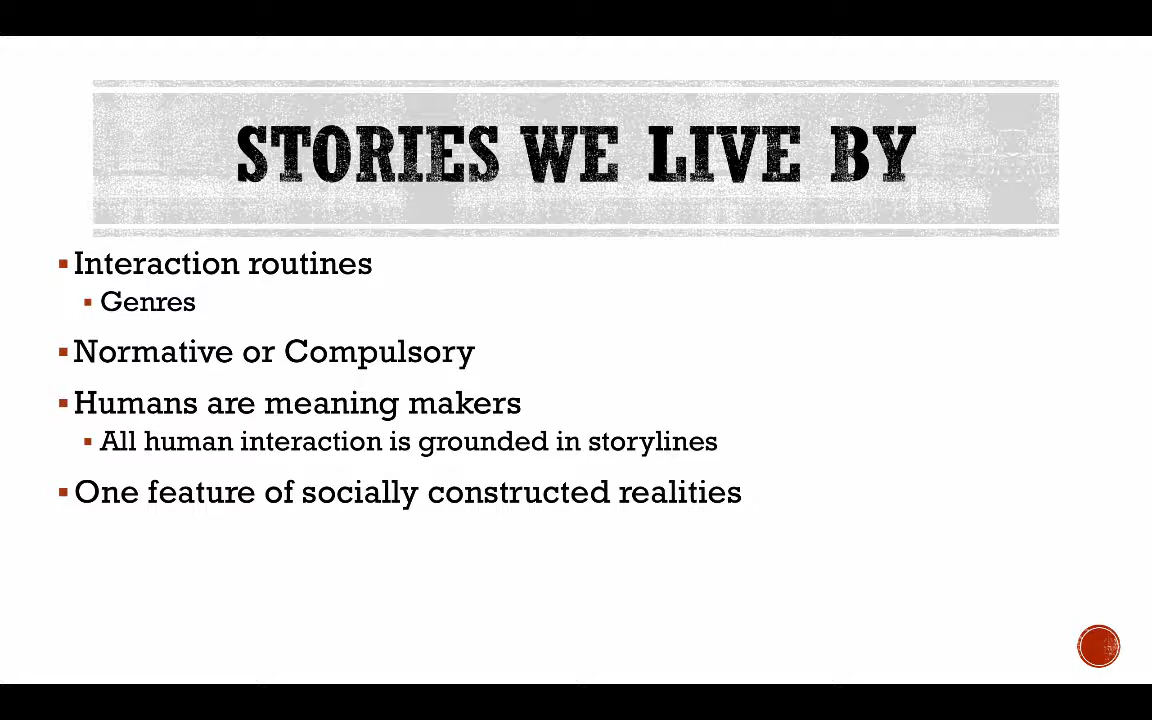 STORIES WE LIVE BY
▪Interaction routines
▪ Genres
▪Normative or Compulsory
▪Humans are meaning makers
▪ All human interaction is grounded in storylines
▪One feature of socially constructed realities